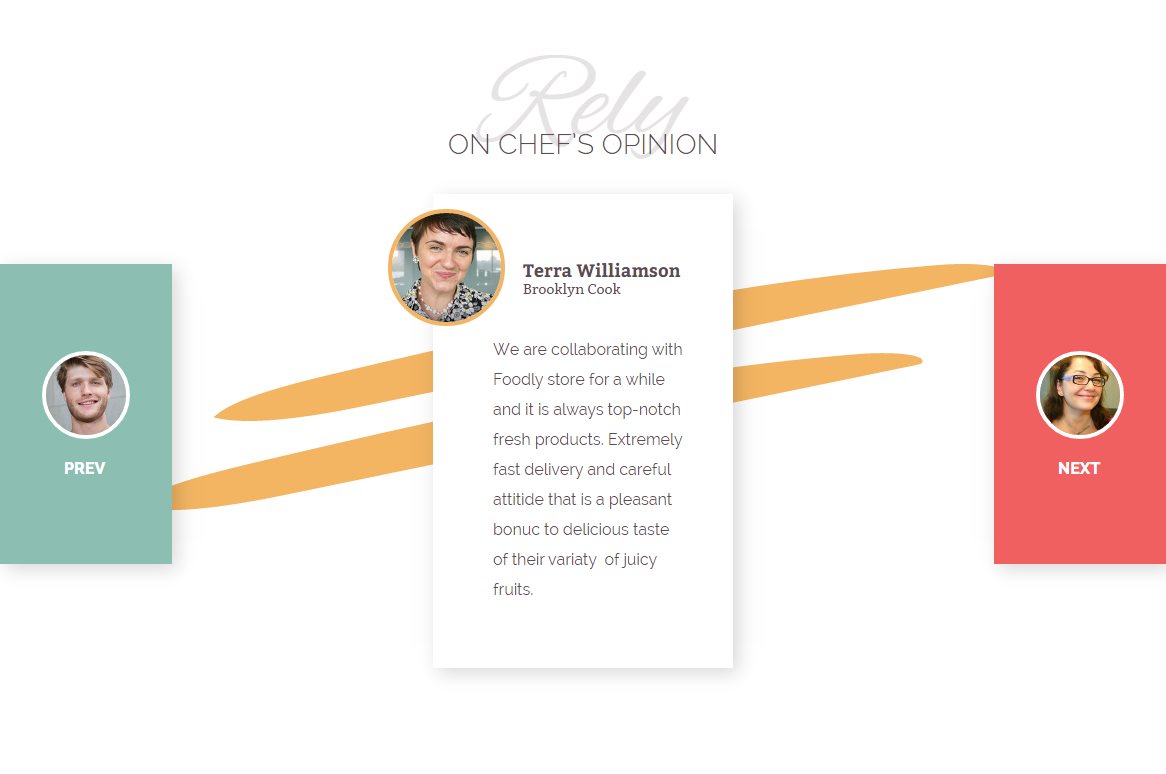 Rely
ON CHEF'S OPINION
Terra Williamson
Brooklyn Cook
We are collaborating with
Foodly store for a while
and it is always top-notch
fresh products. Extremely
fast delivery and careful
attitide that is a pleasant
bonuc to delicious taste
of their variaty  of juicy
fruits.
PREV
NEXT